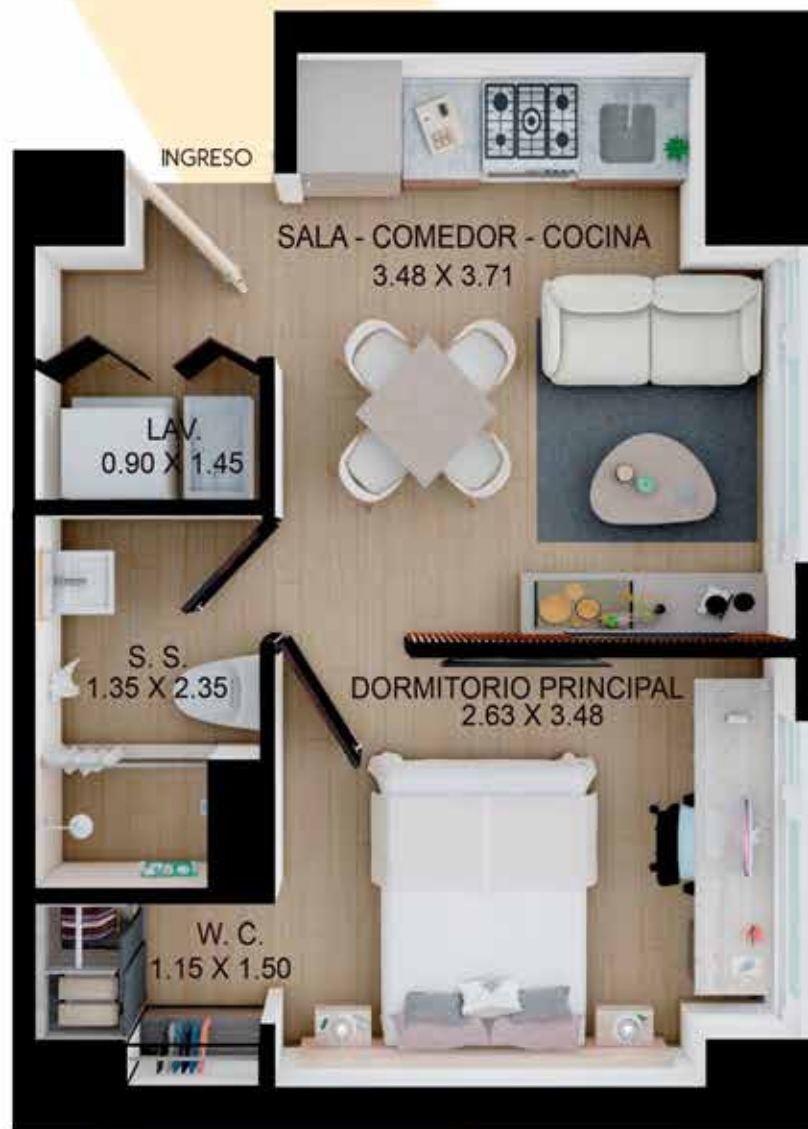 INGRESO
SALA - COMEDOR - COCINA
3.48 X 3.71
LAV.
0.90 X 1.45
S. S.
1.35 X 2.35
DORMITORIO PRINCIPAL
2.63 X 3.48
W. C.
1.15 X 1.50